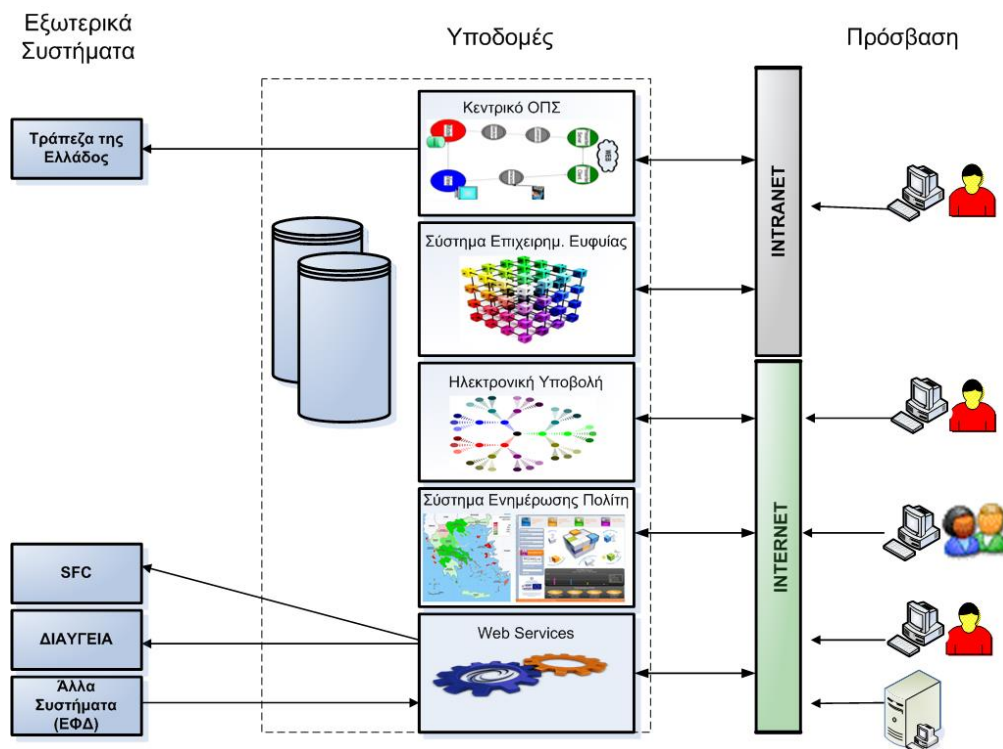 Εξωτερικά
Συστήματα
Υποδομές
Πρόσβαση
Τράπεζα της
Ελλάδος
Κεντρικό ΟΠΣ
WEB
Σύστημα Επιχειρημ. Ευφυίας
INTRANET
Ηλεκτρονική Υποβολή
Σύστημα Ενημέρωσης Πολίτη
INTERNET
SFC
ΔΙΑΥΓΕΙΑ
Άλλα
Συστήματα
(ΕΦΔ)
Web Services